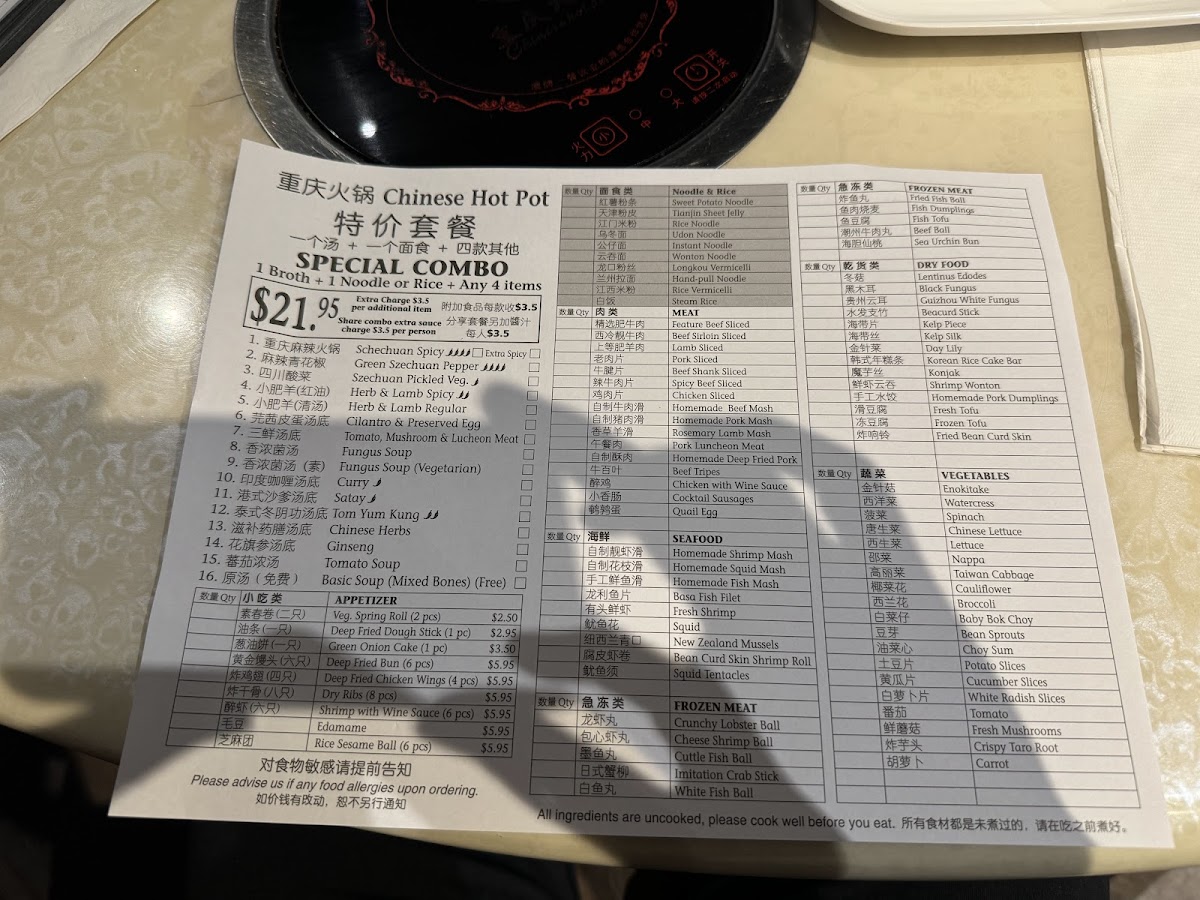 重庆火锅 Chinese Hot Pot
特价套餐
一个汤 + 一个面食 + 四款其他
SPECIAL COMBO
1 Broth + 1 Noodle or Rice + Any 4 items
$21.95
Extra Charge $3.5 per additional item 附加食品每款收$3.5
Share combo extra sauce charge $3.5 per person 分享套餐另加醬汁每人$3.5
1. 重庆麻辣火锅 Schechuan Spicy Extra Spicy
2. 麻辣青花椒 Green Szechuan Pepper
3. 四川酸菜 Szechuan Pickled Veg.
4. 小肥羊(红油) Herb & Lamb Spicy
5. 小肥羊(清汤) Herb & Lamb Regular
6. 芫茜皮蛋汤底 Cilantro & Preserved Egg
7. 三鲜汤底 Tomato, Mushroom & Lucheon Meat
8. 香浓菌汤 Fungus Soup
9. 香浓菌汤 (素) Fungus Soup (Vegetarian)
10. 印度咖喱汤底 Curry
11. 港式沙爹汤底 Satay
12. 泰式冬阴功汤底 Tom Yum Kung
13. 滋补药膳汤底 Chinese Herbs
14. 花旗参汤底 Ginseng
15. 蕃茄浓汤 Tomato Soup
16. 原汤 ( 免费 ) Basic Soup (Mixed Bones) (Free)
数量 Qty 小吃类 APPETIZER
素春卷(二只) Veg. Spring Roll (2 pcs) $2.50
油条(一只) Deep Fried Dough Stick (1 pc) $2.95
葱油饼(一只) Green Onion Cake (1 pc) $3.50
黄金馒头(六只) Deep Fried Bun (6 pcs) $5.95
炸鸡翅(四只) Deep Fried Chicken Wings (4 pcs) $5.95
炸干骨(八只) Dry Ribs (8 pcs) $5.95
醉虾(六只) Shrimp with Wine Sauce (6 pcs) $5.95
毛豆 Edamame $5.95
芝麻团 Rice Sesame Ball (6 pcs) $5.95
对食物敏感请提前告知
Please advise us if any food allergies upon ordering.
如价钱有改动，恕不另行通知
数量 Qty 面食类 Noodle & Rice
红薯粉条 Sweet Potato Noodle
天津粉皮 Tianjin Sheet Jelly
江门米粉 Rice Noodle
乌冬面 Udon Noodle
公仔面 Instant Noodle
云吞面 Wonton Noodle
龙口粉丝 Longkou Vermicelli
兰州拉面 Hand-pull Noodle
江西米粉 Rice Vermicelli
白饭 Steam Rice
数量 Qty 肉类 MEAT
精选肥牛肉 Feature Beef Sliced
西冷靓牛肉 Beef Sirloin Sliced
上等肥羊肉 Lamb Sliced
老肉片 Pork Sliced
牛腱片 Beef Shank Sliced
辣牛肉片 Spicy Beef Sliced
鸡肉片 Chicken Sliced
自制牛肉滑 Homemade Beef Mash
自制猪肉滑 Homemade Pork Mash
香草羊滑 Rosemary Lamb Mash
午餐肉 Pork Luncheon Meat
自制酥肉 Homemade Deep Fried Pork
牛百叶 Beef Tripes
醉鸡 Chicken with Wine Sauce
小香肠 Cocktail Sausages
鹌鹑蛋 Quail Egg
数量 Qty 海鲜 SEAFOOD
自制靓虾滑 Homemade Shrimp Mash
自制花枝滑 Homemade Squid Mash
手工鲜鱼滑 Homemade Fish Mash
龙利鱼片 Basa Fish Filet
有头鲜虾 Fresh Shrimp
鱿鱼花 Squid
纽西兰青口 New Zealand Mussels
腐皮虾卷 Bean Curd Skin Shrimp Roll
鱿鱼须 Squid Tentacles
数量 Qty 急冻类 FROZEN MEAT
龙虾丸 Crunchy Lobster Ball
包心虾丸 Cheese Shrimp Ball
墨鱼丸 Cuttle Fish Ball
日式蟹柳 Imitation Crab Stick
白鱼丸 White Fish Ball
数量 Qty 急冻类 FROZEN MEAT
炸鱼丸 Fried Fish Ball
鱼肉烧麦 Fish Dumplings
鱼豆腐 Fish Tofu
潮州牛肉丸 Beef Ball
海胆仙桃 Sea Urchin Bun
数量 Qty 乾货类 DRY FOOD
冬菇 Lentinus Edodes
黑木耳 Black Fungus
贵州云耳 Guizhou White Fungus
水发支竹 Beacurd Stick
海带片 Kelp Piece
海带丝 Kelp Silk
金针菜 Day Lily
韩式年糕条 Korean Rice Cake Bar
魔芋丝 Konjak
鲜虾云吞 Shrimp Wonton
手工水饺 Homemade Pork Dumplings
滑豆腐 Fresh Tofu
冻豆腐 Frozen Tofu
炸响铃 Fried Bean Curd Skin
数量 Qty 蔬菜 VEGETABLES
金针菇 Enokitake
西洋菜 Watercress
菠菜 Spinach
唐生菜 Chinese Lettuce
西生菜 Lettuce
邵菜 Nappa
高丽菜 Taiwan Cabbage
椰菜花 Cauliflower
西兰花 Broccoli
白菜仔 Baby Bok Choy
豆芽 Bean Sprouts
油菜心 Choy Sum
土豆片 Potato Slices
黄瓜片 Cucumber Slices
白萝卜片 White Radish Slices
番茄 Tomato
鲜蘑菇 Fresh Mushrooms
炸芋头 Crispy Taro Root
胡萝卜 Carrot
All ingredients are uncooked, please cook well before you eat. 所有食材都是未煮过的，请在吃之前煮好。